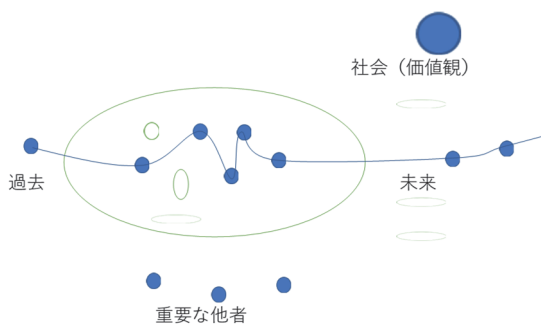 社会（価値観）
過去
未来
重要な他者